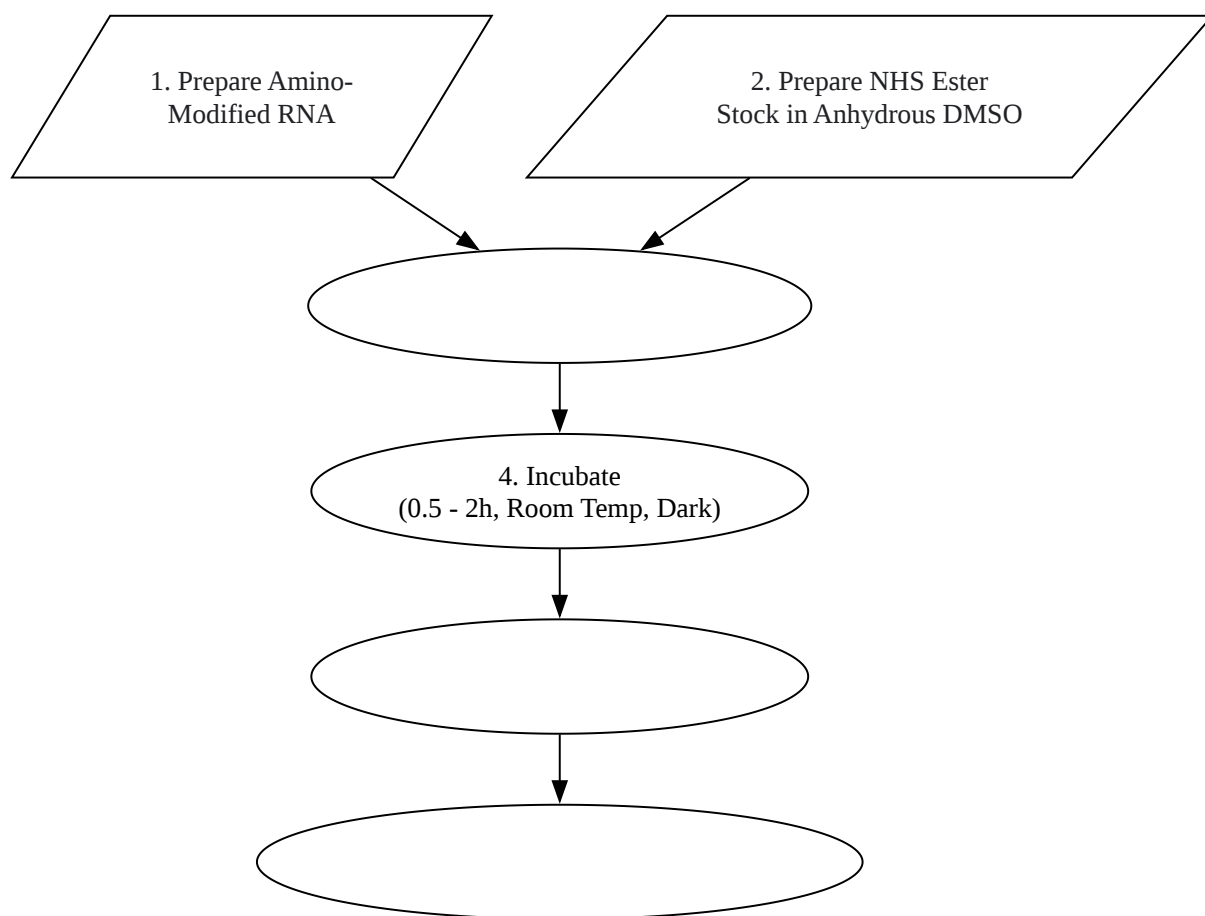 1. Prepare Amino-
Modified RNA
2. Prepare NHS Ester
Stock in Anhydrous DMSO
4. Incubate
(0.5 - 2h, Room Temp, Dark)